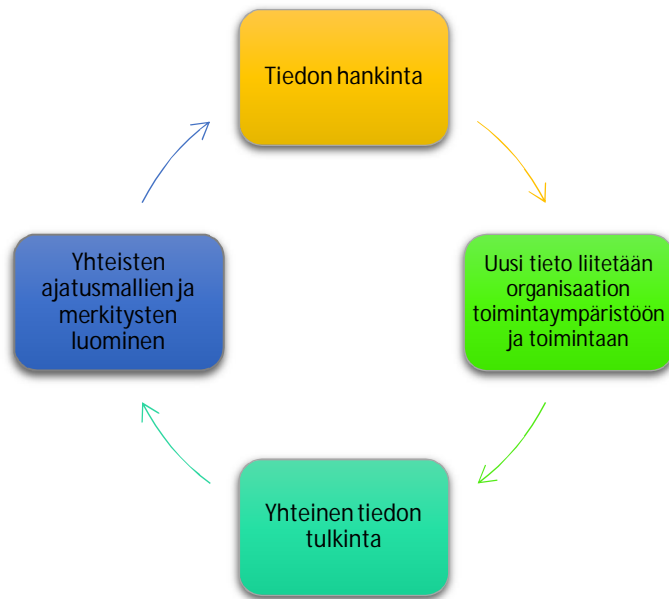 Tiedon hankinta
Uusi tieto liitetään
organisaation
toimintaympäristöön
ja toimintaan
Yhteinen tiedon
tulkinta
Yhteisten
ajatusmallien ja
merkitysten
luominen